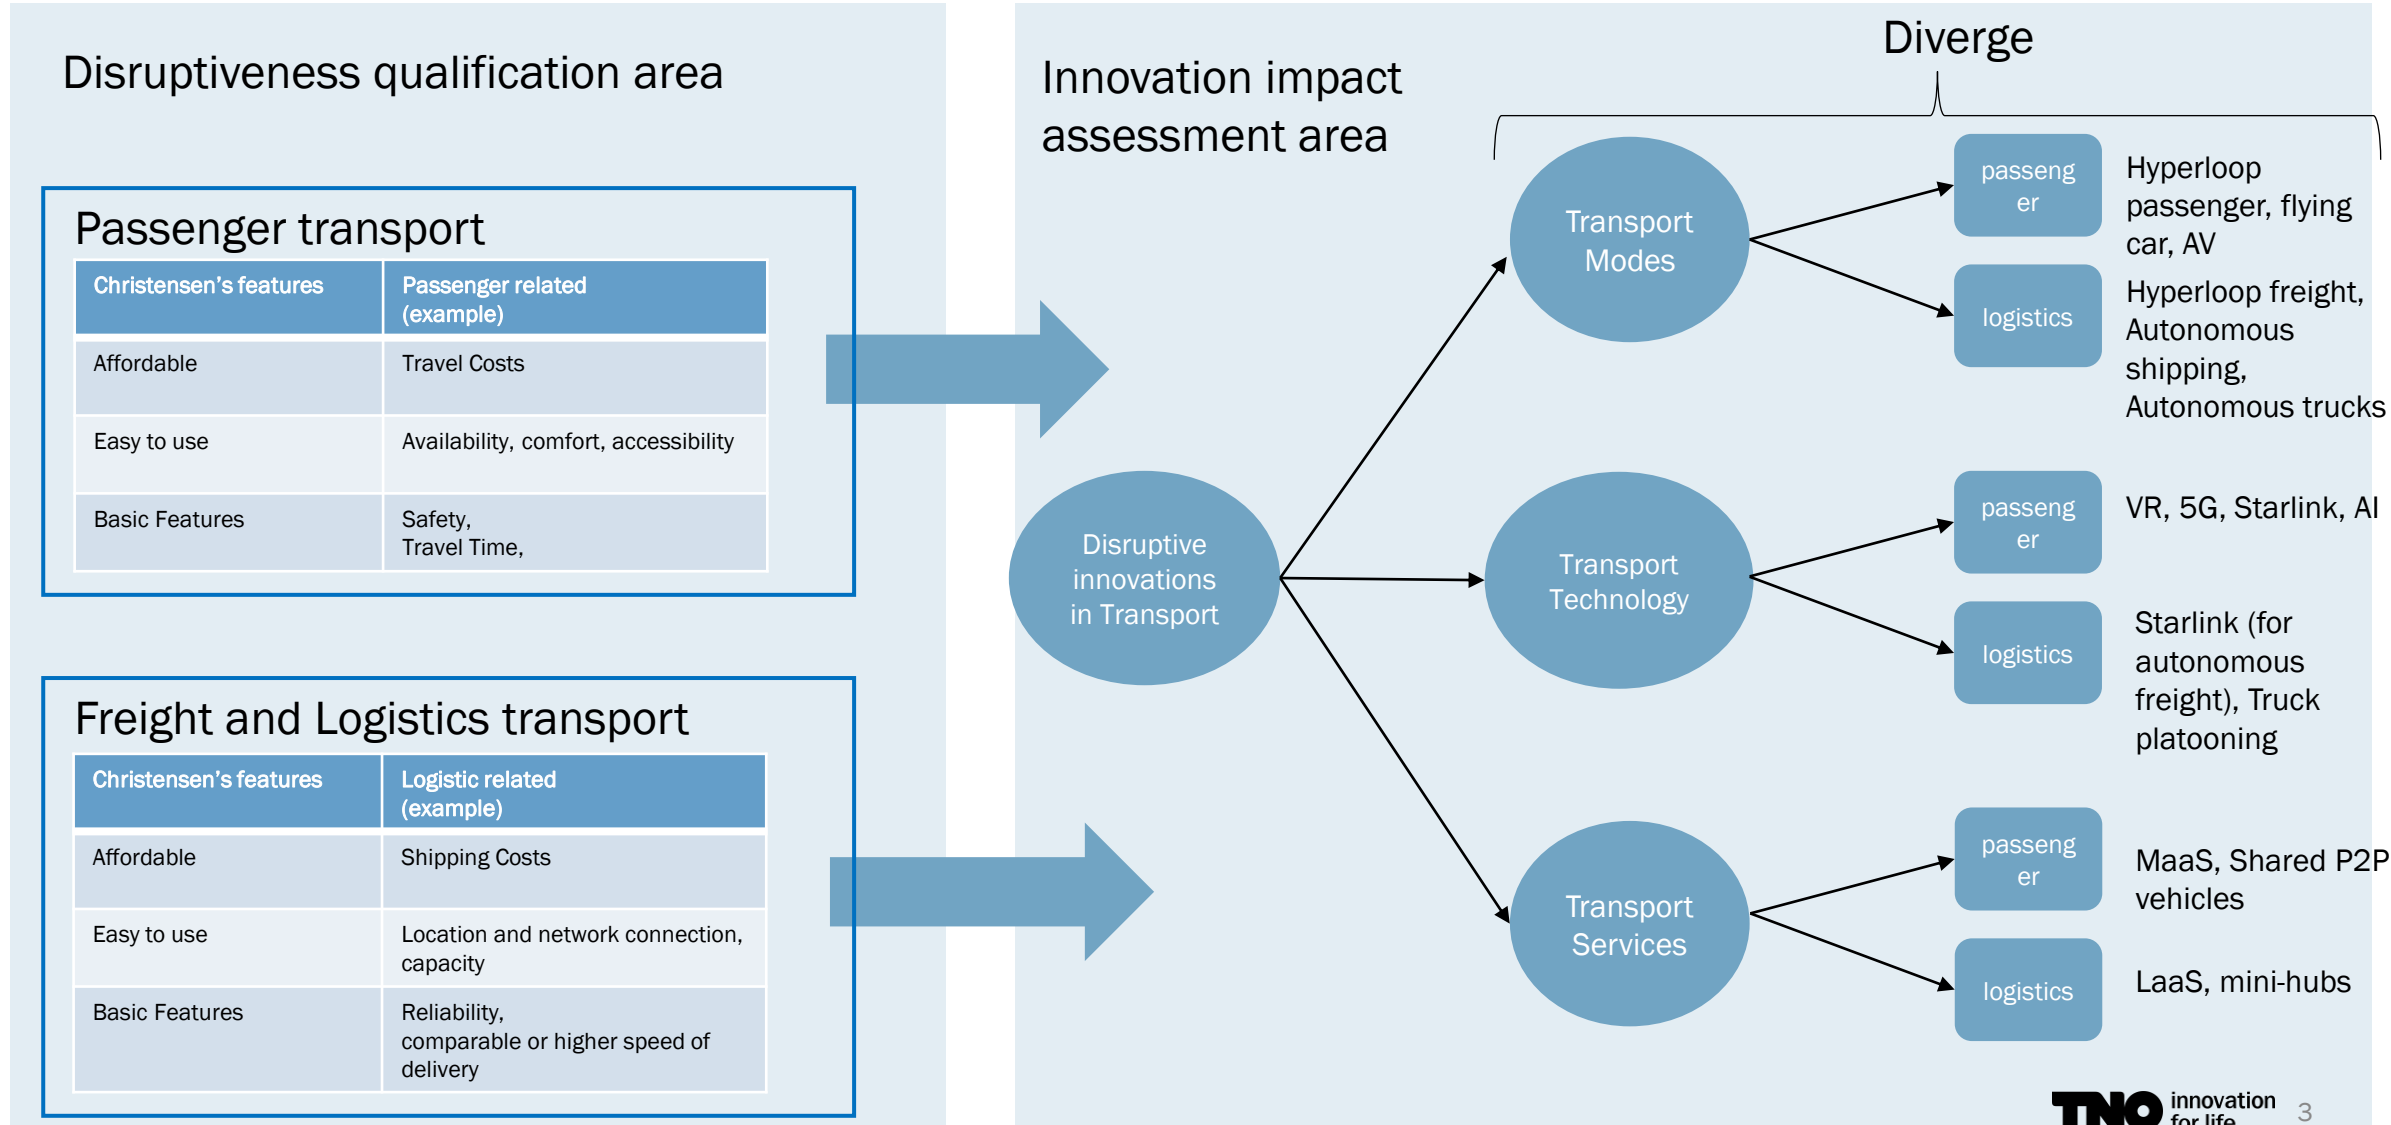 Disruptiveness qualification area
Passenger transport
Christensen's features
Passenger related
(example)
Affordable
Travel Costs
Easy to use
Availability, comfort, accessibility
Basic Features
Safety,
Travel Time,
Freight and Logistics transport
Christensen's features
Logistic related
(example)
Affordable
Shipping Costs
Easy to use
Location and network connection,
capacity
Basic Features
Reliability,
comparable or higher speed of
delivery
Innovation impact
assessment area
Diverge
Disruptive
innovations
in Transport
Transport
Modes
passeng
er
Hyperloop
passenger, flying
car, AV
logistics
Hyperloop freight,
Autonomous
shipping,
Autonomous trucks
Transport
Technology
passeng
er
VR, 5G, Starlink, AI
logistics
Starlink (for
autonomous
freight), Truck
platooning
Transport
Services
passeng
er
MaaS, Shared P2P
vehicles
logistics
LaaS, mini-hubs
TNO innovation
for life
3